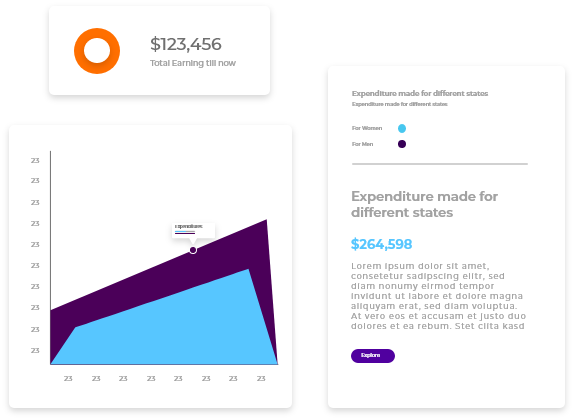 $123,456
Total Earning till now
Expenditure made for different states
Expenditure made for different states
For Women
For Men
23
23
23
23
23
23
23
23
23
23
Expenditure
23 23 23 23 23 23 23 23
Expenditure made for
different states
$264,598
Lorem ipsum dolor sit amet,
consetetur sadipscing elitr, sed
diam nonumy eirmod tempor
invidunt ut labore et dolore magna
aliquyam erat, sed diam voluptua.
At vero eos et accusam et justo duo
dolores et ea rebum. Stet clita kasd
Explore